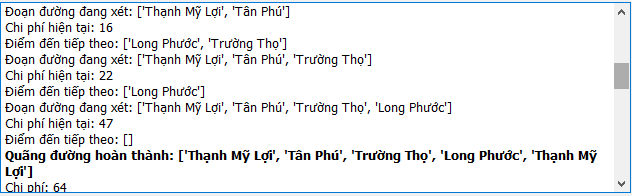 Đoạn đường đang xét: ['Thạnh Mỹ Lợi', 'Tân Phú']
Chi phí hiện tại: 16
Điểm đến tiếp theo: ['Long Phước', 'Trường Thọ']
Đoạn đường đang xét: ['Thạnh Mỹ Lợi', 'Tân Phú', 'Trường Thọ']
Chi phí hiện tại: 22
Điểm đến tiếp theo: ['Long Phước']
Đoạn đường đang xét: ['Thạnh Mỹ Lợi', 'Tân Phú', 'Trường Thọ', 'Long Phước']
Chi phí hiện tại: 47
Điểm đến tiếp theo: []
Quãng đường hoàn thành: ['Thạnh Mỹ Lợi', 'Tân Phú', 'Trường Thọ', 'Long Phước', 'Thạnh Mỹ
Lợi']
Chi phí: 64